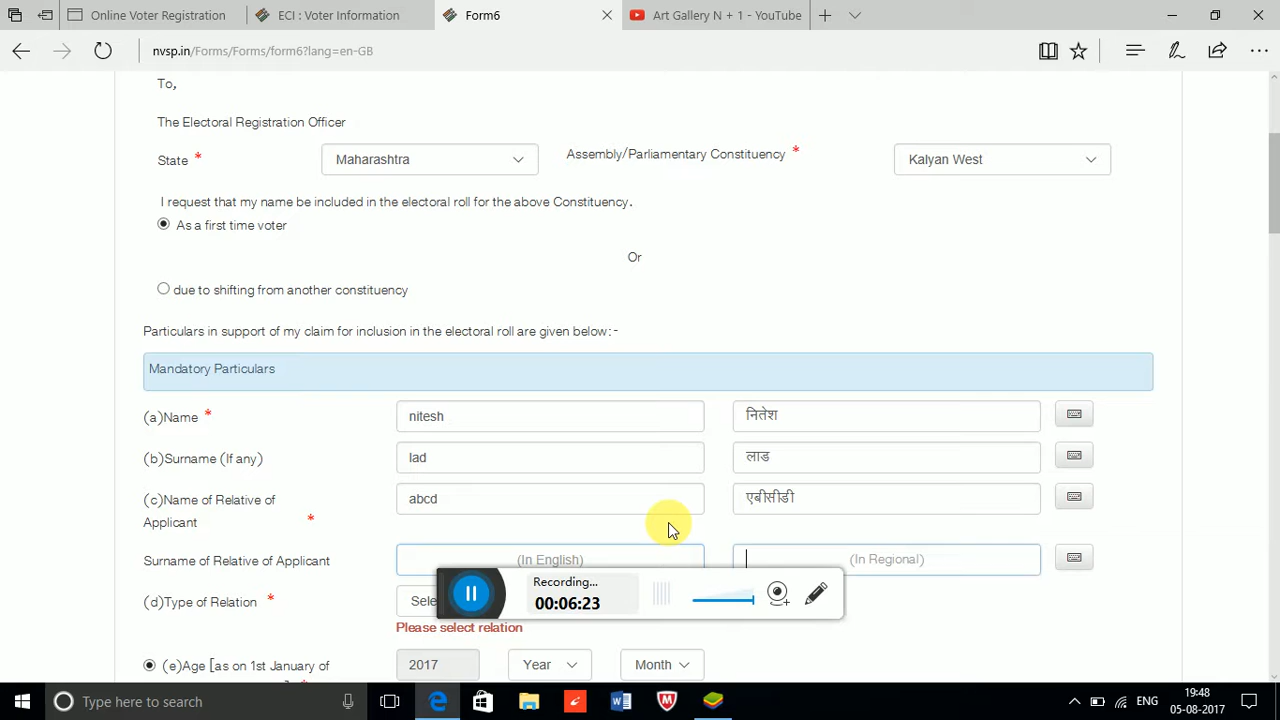 Online Voter Registration
ECI : Voter Information
Form6
Art Gallery N + 1 - YouTube
nvsp.in/Forms/Forms/form6?lang=en-GB
To,
The Electoral Registration Officer
State * Maharashtra Assembly/Parliamentary Constituency * Kalyan West
I request that my name be included in the electoral roll for the above Constituency.
As a first time voter
Or
due to shifting from another constituency
Particulars in support of my claim for inclusion in the electoral roll are given below:-
Mandatory Particulars
(a)Name * nitesh नितेश
(b)Surname (If any) lad लाड
(c)Name of Relative of
Applicant * abcd एबीसीडी
Surname of Relative of Applicant (In English) (In Regional)
Recording...
00:06:23
(d)Type of Relation *
Please select relation
(e)Age [as on 1st January of 2017 Year Month
Type here to search
ENG
19:48
05-08-2017